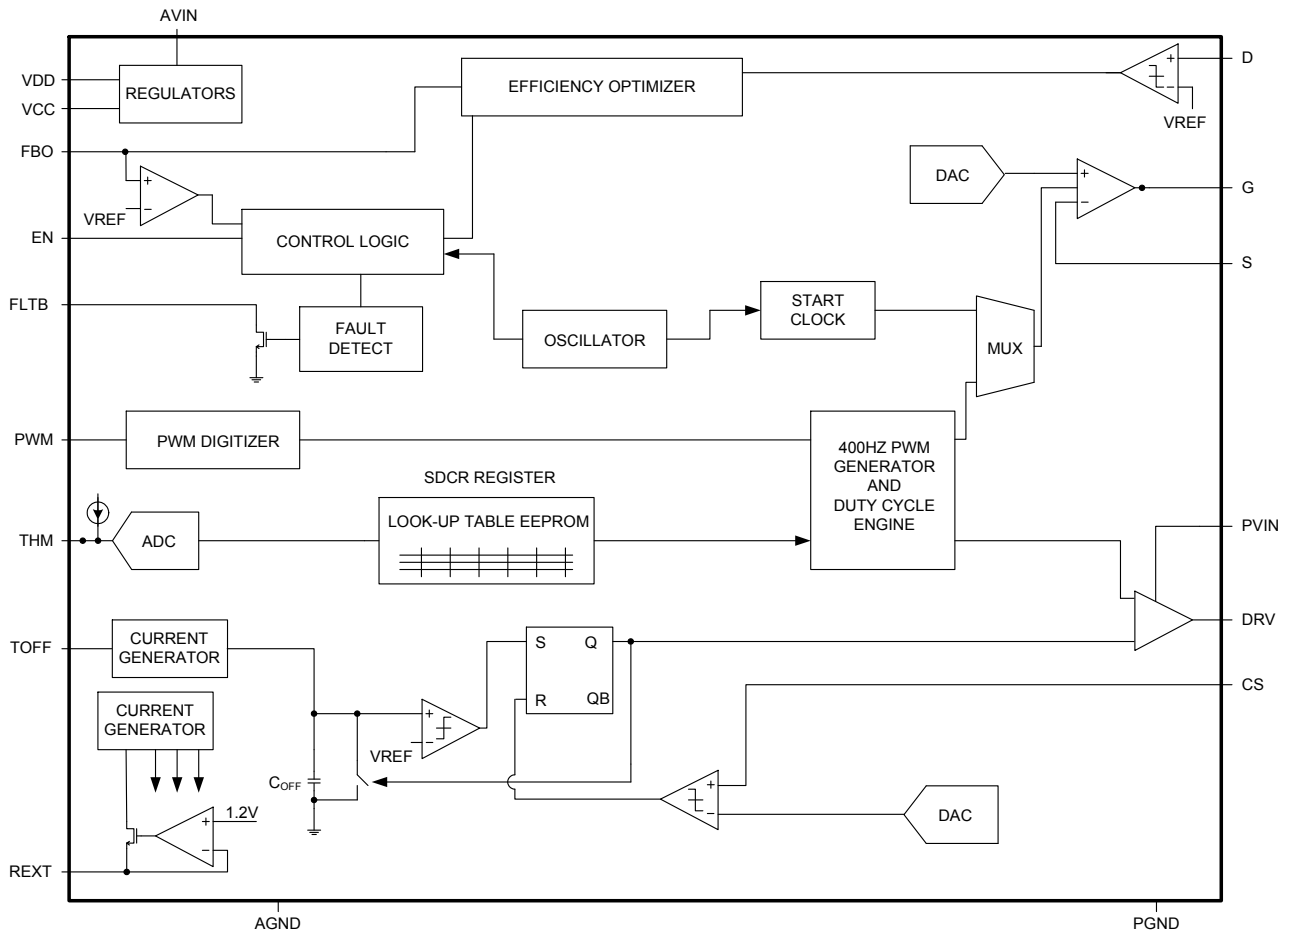 AVIN
VDD
VCC
REGULATORS
EFFICIENCY OPTIMIZER
+
-
D
VREF
FBO
+
-
VREF
DAC
+
+
-
G
EN
CONTROL LOGIC
S
FLTB
FAULT
DETECT
OSCILLATOR
START
CLOCK
MUX
PWM
PWM DIGITIZER
400HZ PWM
GENERATOR
AND
DUTY CYCLE
ENGINE
SDCR REGISTER
LOOK-UP TABLE EEPROM
THM
ADC
PVIN
DRV
TOFF
CURRENT
GENERATOR
S
Q
R
QB
CS
CURRENT
GENERATOR
+
-
VREF
COFF
+
-
DAC
1.2V
+
-
REXT
AGND
PGND